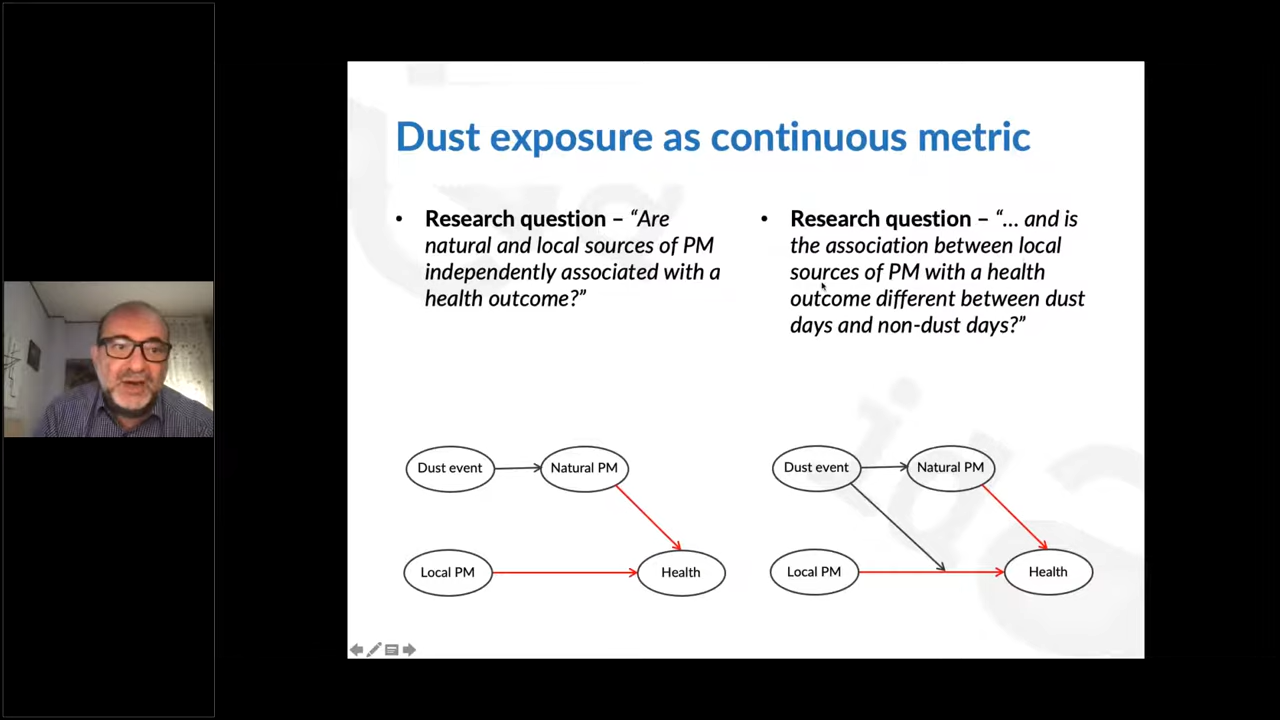 Dust exposure as continuous metric
• Research question – “Are
natural and local sources of PM
independently associated with a
health outcome?”
• Research question – “... and is
the association between local
sources of PM with a health
outcome different between dust
days and non-dust days?”
Dust event
Natural PM
Local PM
Health
Dust event
Natural PM
Local PM
Health